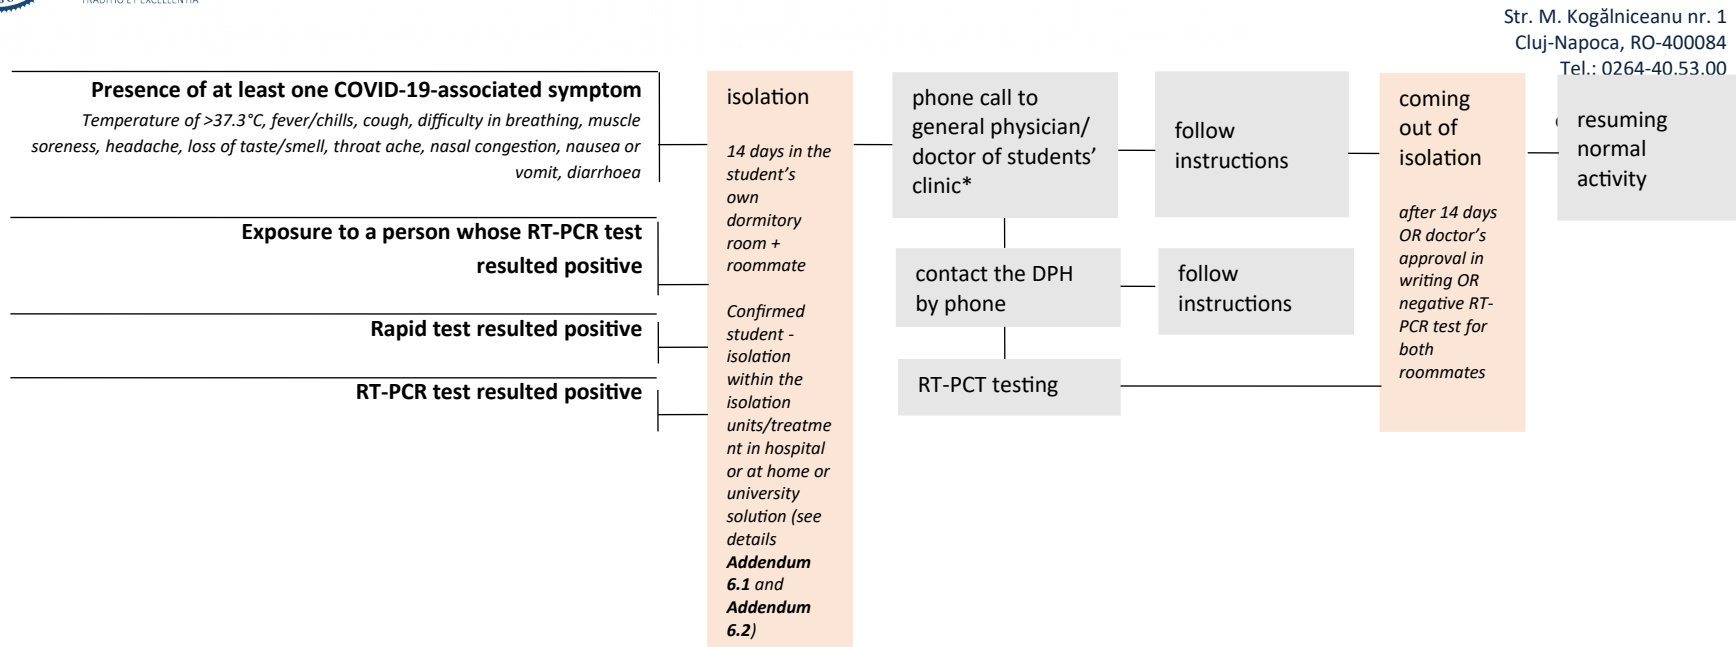 TRADITIO ET EXCELLENTIA
Str. M. Kogălniceanu nr. 1
Cluj-Napoca, RO-400084
Tel.: 0264-40.53.00
Presence of at least one COVID-19-associated symptom
Temperature of >37.3°C, fever/chills, cough, difficulty in breathing, muscle
soreness, headache, loss of taste/smell, throat ache, nasal congestion, nausea or
vomit, diarrhoea
Exposure to a person whose RT-PCR test
resulted positive
Rapid test resulted positive
RT-PCR test resulted positive
isolation
14 days in the
student's
own
dormitory
room +
roommate
Confirmed
student -
isolation
within the
isolation
units/treatme
nt in hospital
or at home or
university
solution (see
details
Addendum
6.1 and
Addendum
6.2)
phone call to
general physician/
doctor of students'
clinic*
follow
instructions
contact the DPH
by phone
follow
instructions
RT-PCT testing
coming
out of
isolation
after 14 days
OR doctor's
approval in
writing OR
negative RT-
PCR test for
both
roommates
resuming
normal
activity